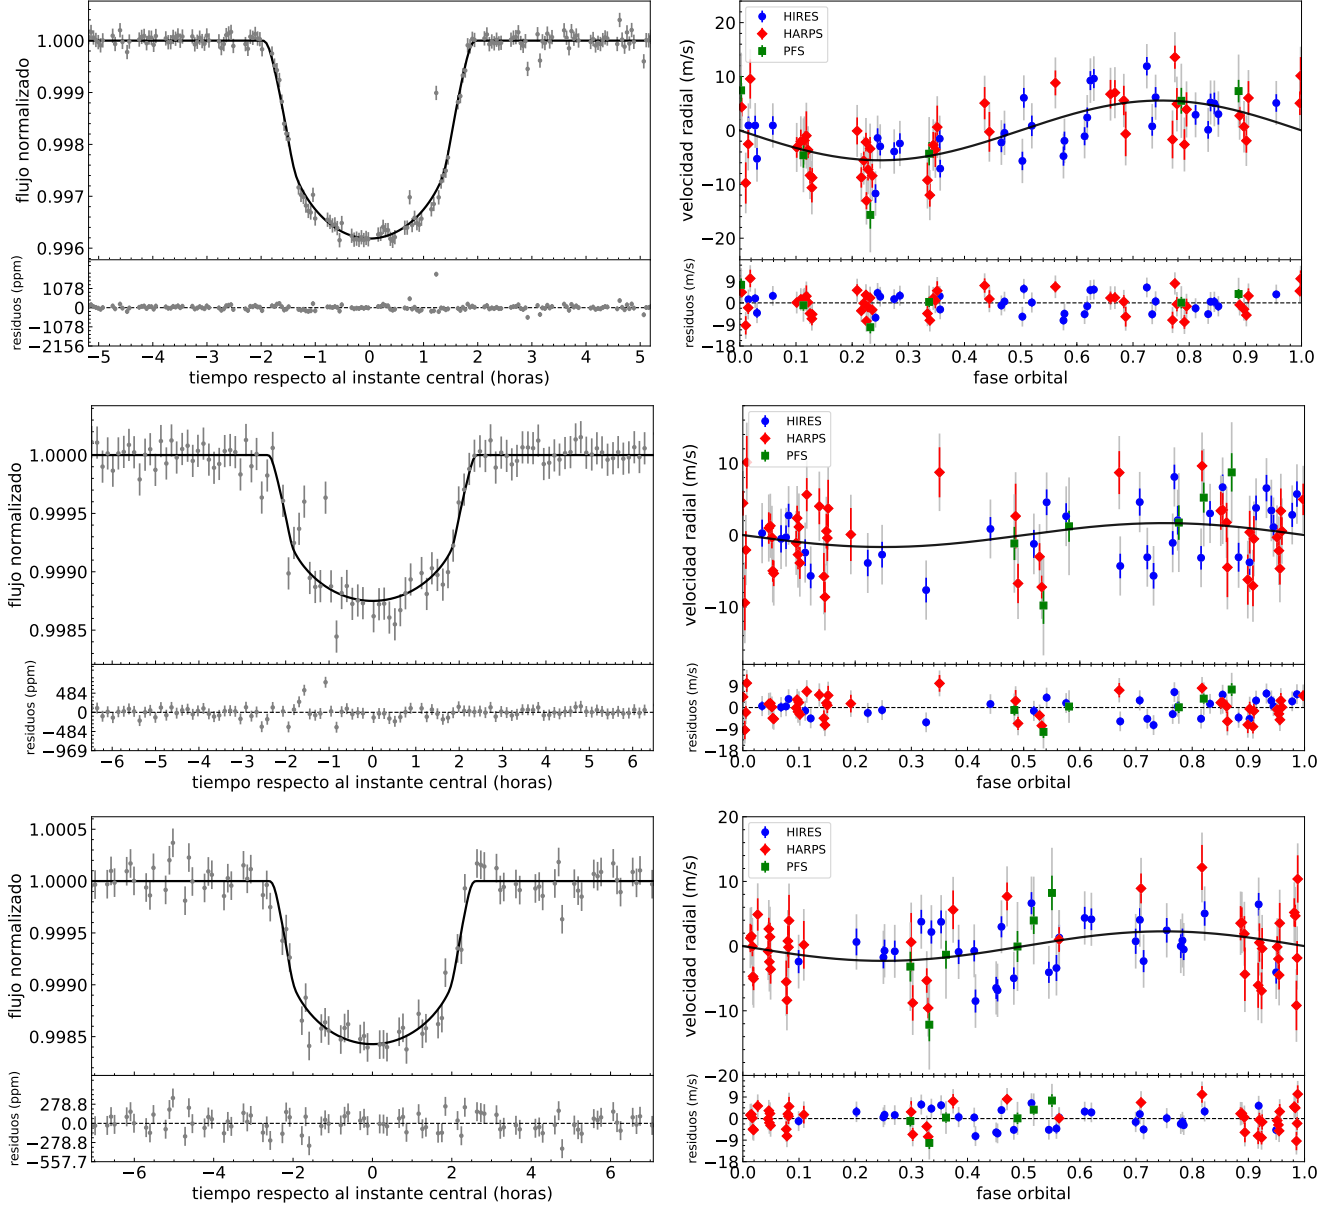 flujo normalizado
1.000
0.999
0.998
0.997
0.996
residuos (ppm)
1078
0
−1078
−2156
−5 −4 −3 −2 −1 0 1 2 3 4 5
tiempo respecto al instante central (horas)
velocidad radial (m/s)
20
10
0
−10
−20
HIRES
HARPS
PFS
residuos (m/s)
9
0
−9
−18
0.0 0.1 0.2 0.3 0.4 0.5 0.6 0.7 0.8 0.9 1.0
fase orbital
flujo normalizado
1.0000
0.9995
0.9990
0.9985
residuos (ppm)
484
0
−484
−969
−6 −5 −4 −3 −2 −1 0 1 2 3 4 5 6
tiempo respecto al instante central (horas)
velocidad radial (m/s)
10
0
−10
HIRES
HARPS
PFS
residuos (m/s)
9
0
−9
−18
0.0 0.1 0.2 0.3 0.4 0.5 0.6 0.7 0.8 0.9 1.0
fase orbital
flujo normalizado
1.0005
1.0000
0.9995
0.9990
0.9985
residuos (ppm)
278.8
0.0
−278.8
−557.7
−6 −4 −2 0 2 4 6
tiempo respecto al instante central (horas)
velocidad radial (m/s)
20
10
0
−10
−20
HIRES
HARPS
PFS
residuos (m/s)
9
0
−9
−18
0.0 0.1 0.2 0.3 0.4 0.5 0.6 0.7 0.8 0.9 1.0
fase orbital